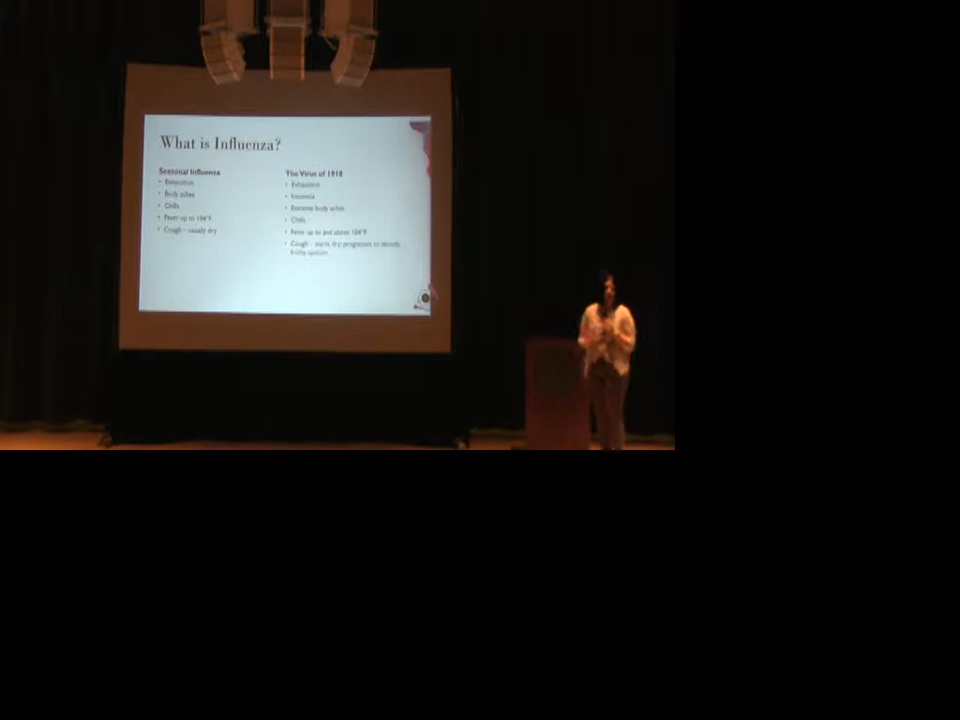 What is Influenza?
Seasonal Influenza
• Exhaustion
• Body aches
• Chills
• Fever up to 104°F
• Cough – usually dry
The Virus of 1918
• Exhaustion
• Insomnia
• Extreme body aches
• Chills
• Fever up to and above 104°F
• Cough – starts dry, progresses to bloody,
frothy sputum